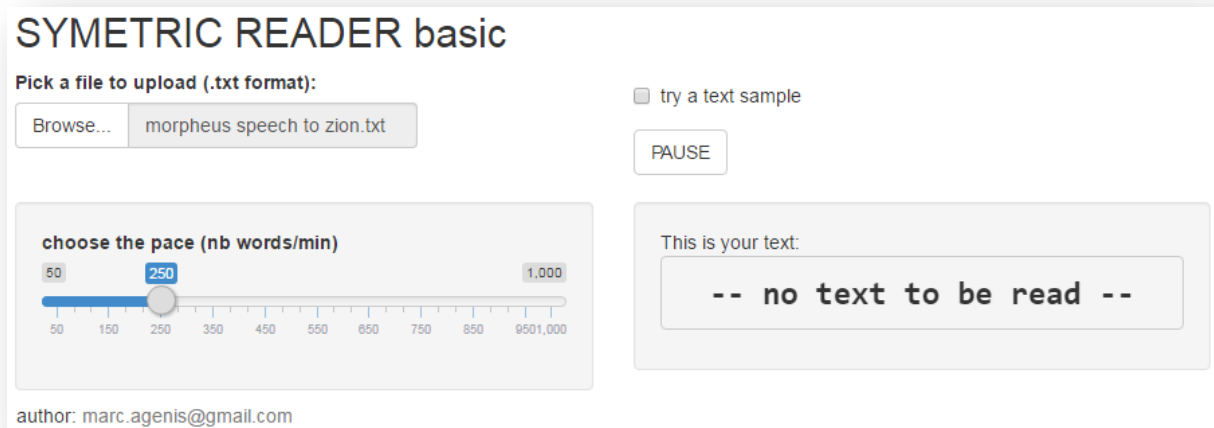 SYMETRIC READER basic
Pick a file to upload (.txt format):
Browse... morpheus speech to zion.txt
try a text sample
PAUSE
choose the pace (nb words/min)
50 250 1,000
50 150 250 350 450 550 650 750 850 9501,000
This is your text:
-- no text to be read --
author: marc.agenis@gmail.com